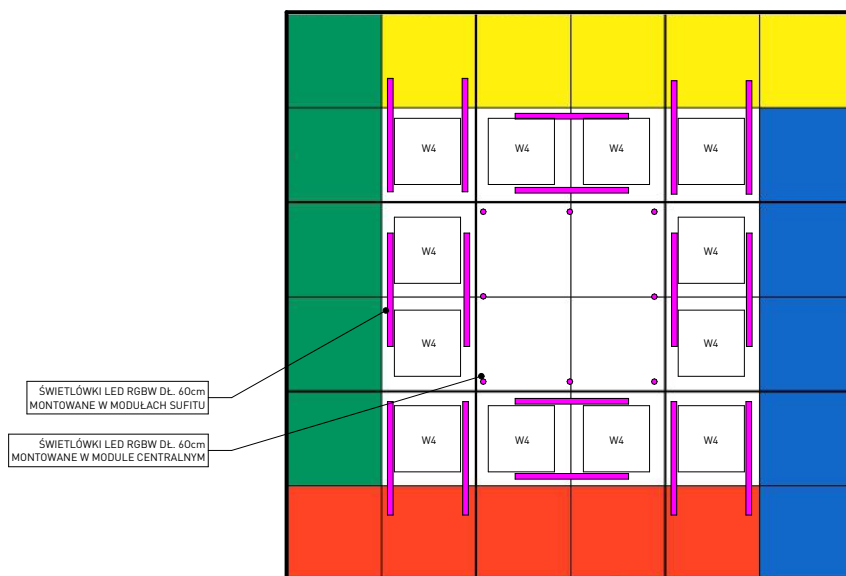 W4 W4 W4 W4
W4 W4
W4 W4
ŚWIETLÓWKI LED RGBW DŁ. 60cm
MONTOWANE W MODUŁACH SUFITU
ŚWIETLÓWKI LED RGBW DŁ. 60cm
MONTOWANE W MODULE CENTRALNYM
W4 W4 W4 W4